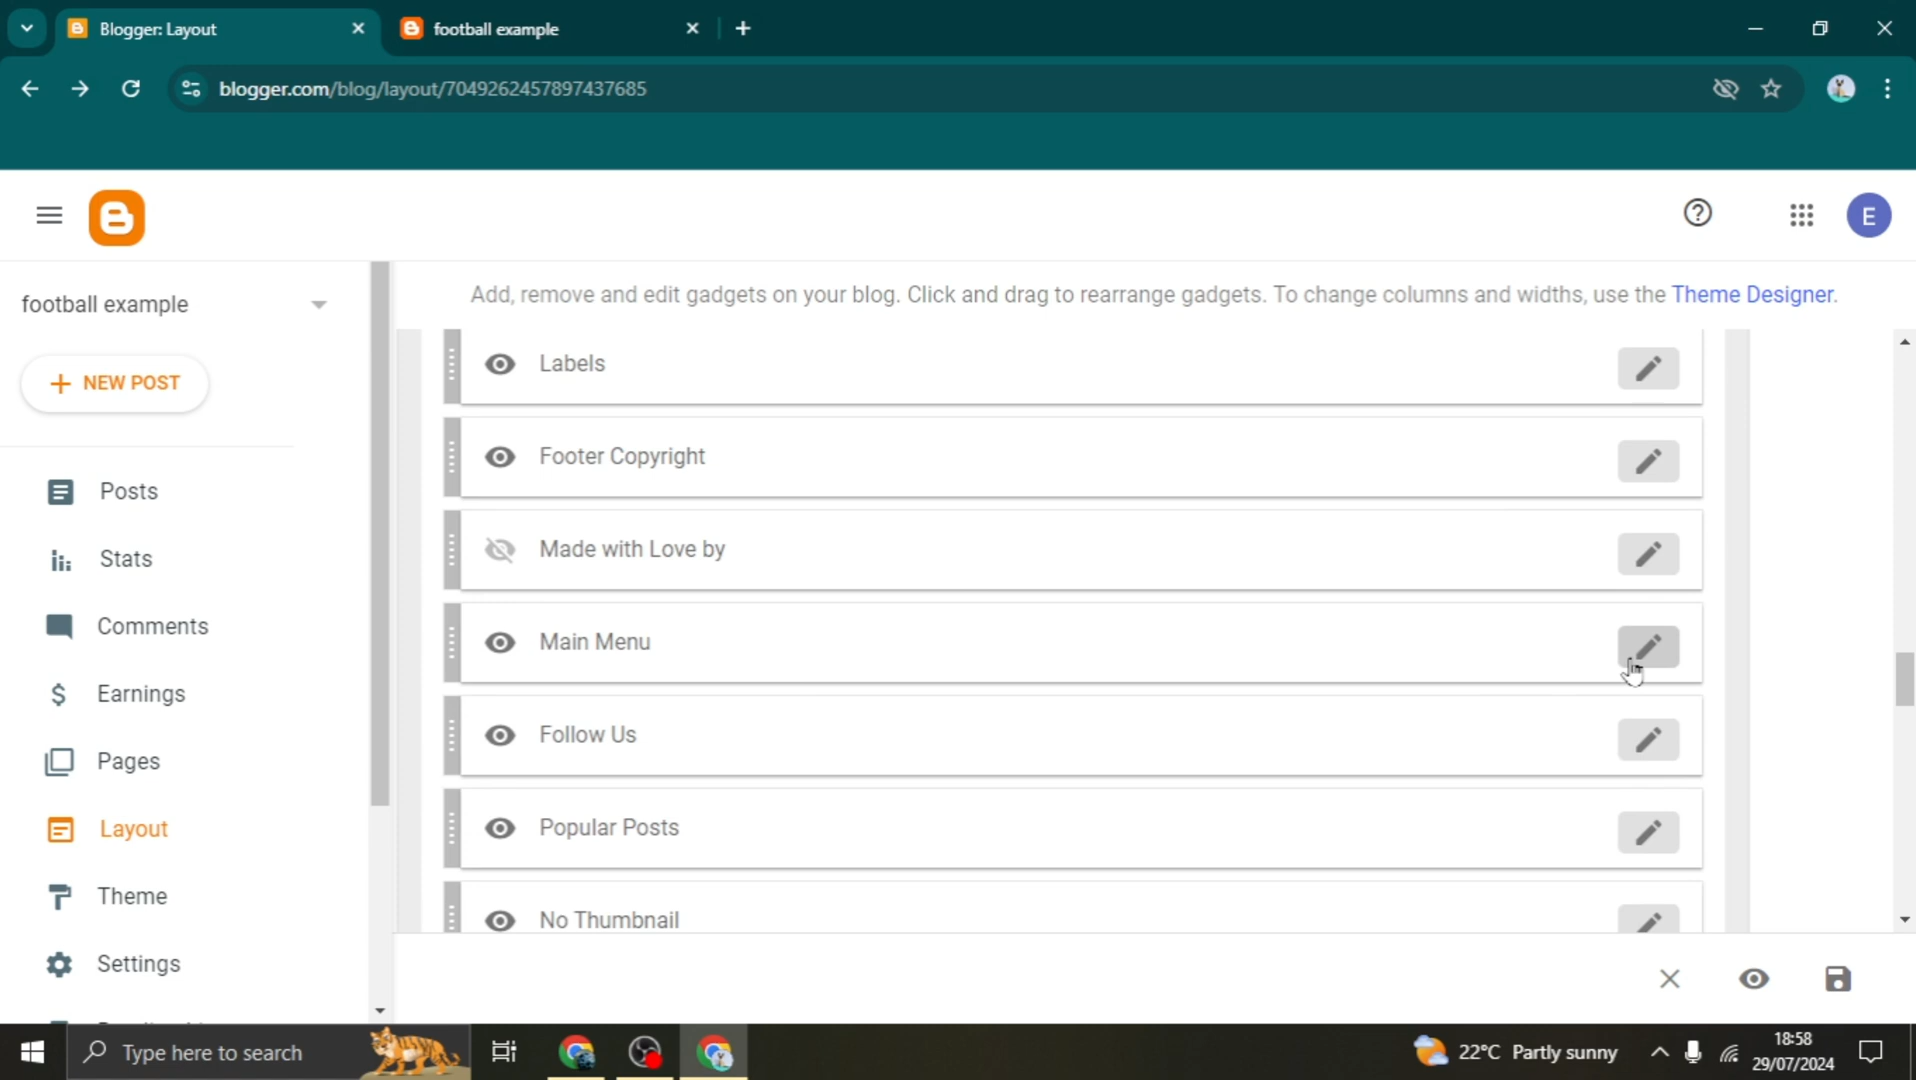 Blogger: Layout
football example
blogger.com/blog/layout/7049262457897437685
E
football example
Add, remove and edit gadgets on your blog. Click and drag to rearrange gadgets. To change columns and widths, use the Theme Designer.
NEW POST
Posts
Stats
Comments
Earnings
Pages
Layout
Theme
Settings
Labels
Footer Copyright
Made with Love by
Main Menu
Follow Us
Popular Posts
No Thumbnail
Type here to search
22°C Partly sunny
18:58
29/07/2024